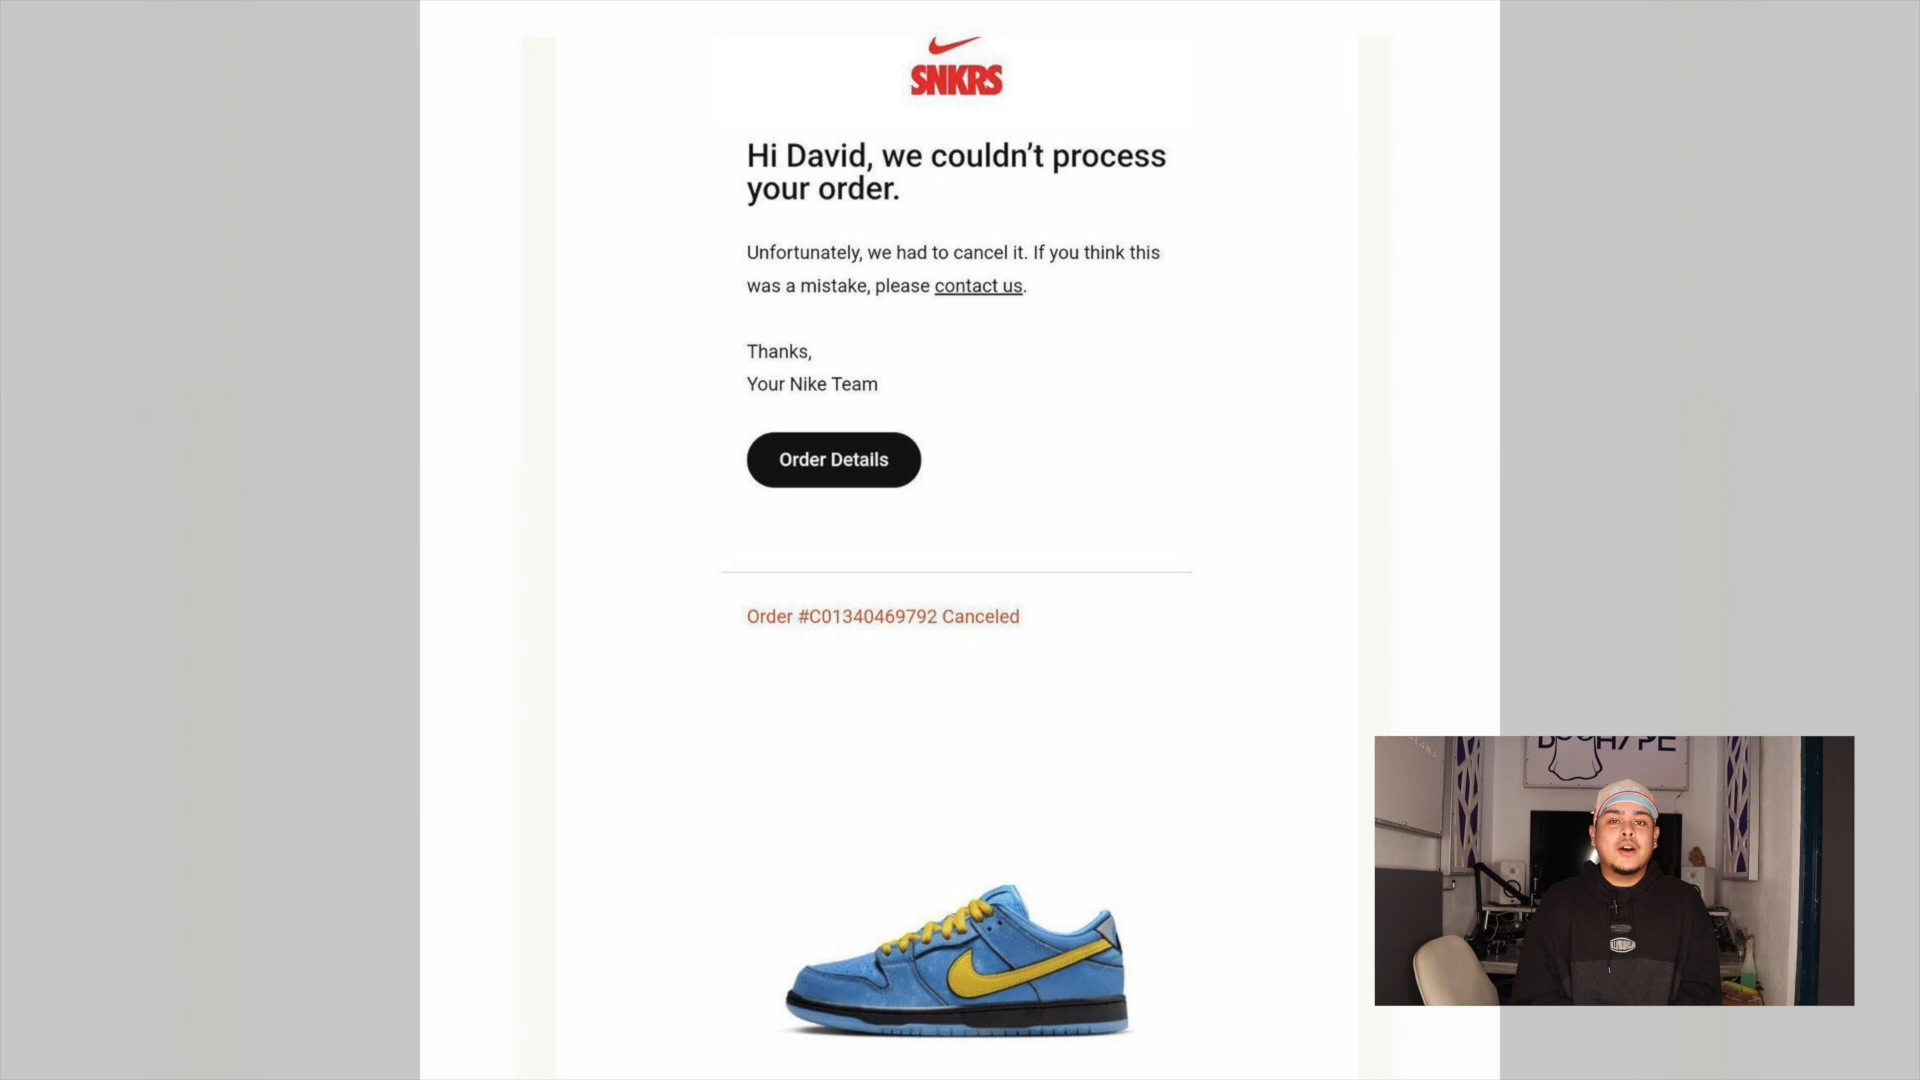 SNKRS
Hi David, we couldn’t process
your order.
Unfortunately, we had to cancel it. If you think this
was a mistake, please contact us.
Thanks,
Your Nike Team
Order Details
Order #C01340469792 Canceled